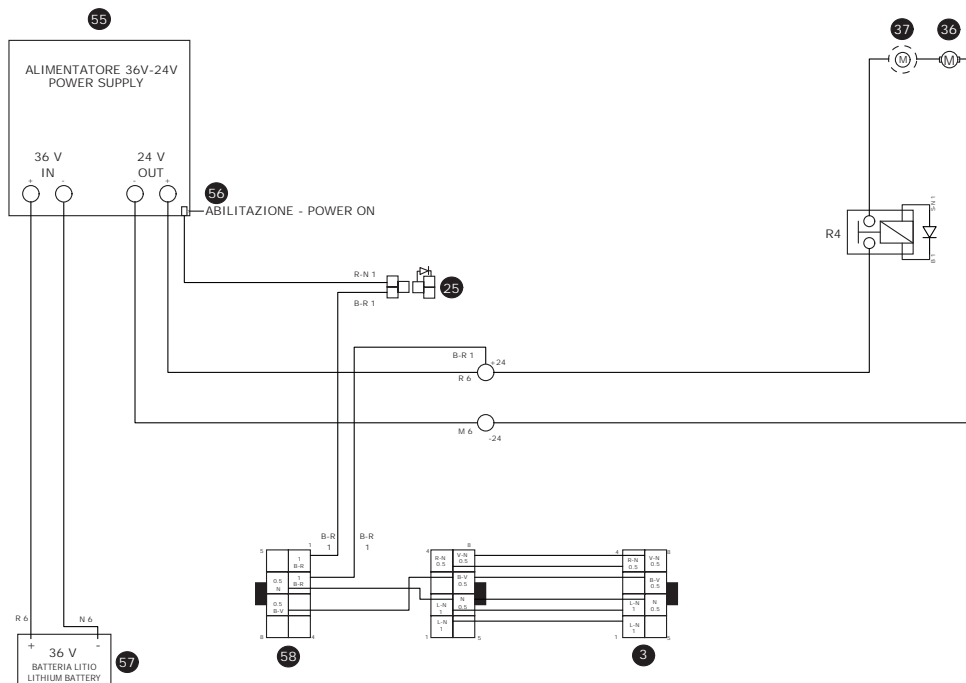 55
37
36
ALIMENTATORE 36V-24V
POWER SUPPLY
M
M
36 V
IN
24 V
OUT
+
-
-
+
56
ABILITAZIONE - POWER ON
S-N 1
R4
B 1
R-N 1
25
B-R 1
B-R 1
+24
R 6
M 6
-24
B-R
1
B-R
1
5
1
1
B-R
1
B-R
0.5
N
0.5
B-V
8
4
58
4
8
R-N
0.5
V-N
0.5
B-V
0.5
N
0.5
L-N
1
L-N
1
1
5
4
8
R-N
0.5
V-N
0.5
B-V
0.5
L-N
1
N
0.5
L-N
1
1
5
3
R 6
N 6
+
-
36 V
BATTERIA LITIO
LITHIUM BATTERY
57